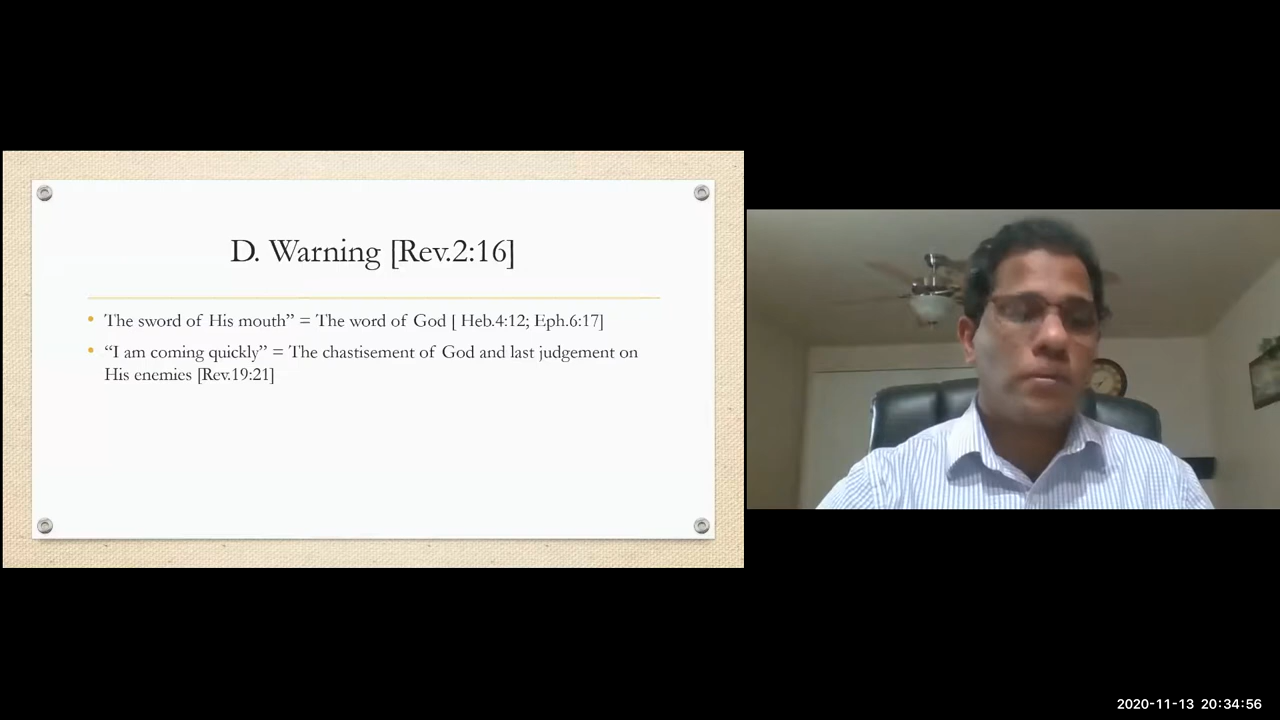 D. Warning [Rev.2:16]
• The sword of His mouth” = The word of God [ Heb.4:12; Eph.6:17]
• “I am coming quickly” = The chastisement of God and last judgement on
His enemies [Rev.19:21]
2020-11-13 20:34:56